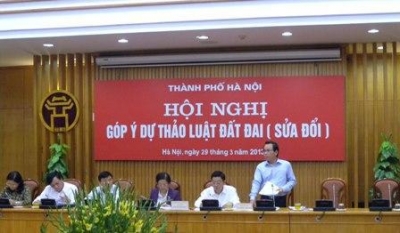 THÀNH PHỐ HÀ NỘI
HỘI NGHỊ
GÓP Ý DỰ THẢO LUẬT ĐẤT ĐAI ( SỬA ĐỔI )
Hà Nội, ngày 29 tháng 3 năm 2012